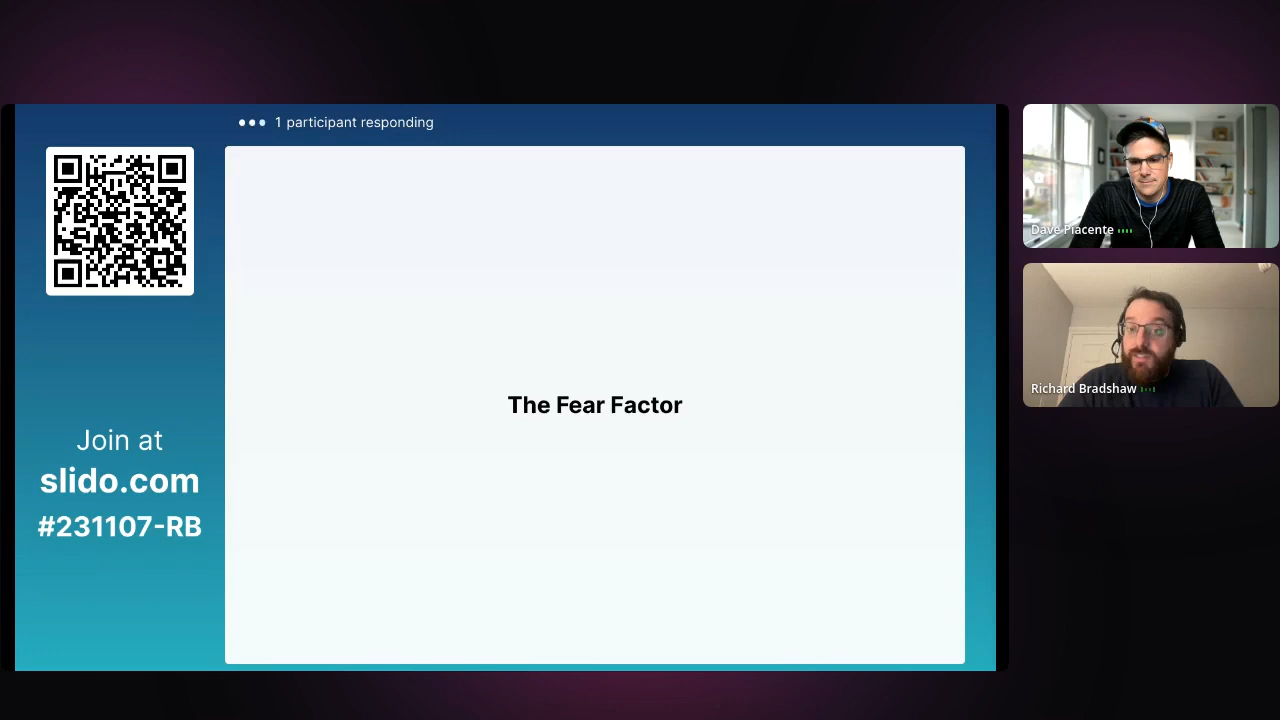 1 participant responding
Join at
slido.com
#231107-RB
The Fear Factor
Dave Piacente
Richard Bradshaw